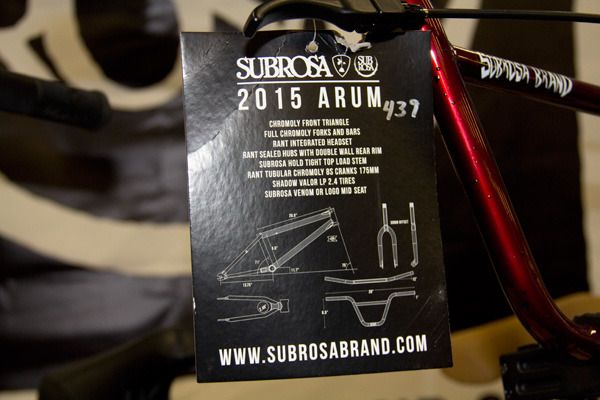 SUBROSA SUB ROSA
2015 ARUM 439
CHROMOLY FRONT TRIANGLE
FULL CHROMOLY FORKS AND BARS
RANT INTEGRATED HEADSET
RANT SEALED HUBS WITH DOUBLE WALL REAR RIM
SUBROSA HOLD TIGHT TOP LOAD STEM
RANT TUBULAR CHROMOLY 8S CRANKS 175MM
SHADOW VALOR LP 2.4 TIRES
SUBROSA VENOM OR LOGO MID SEAT
WWW.SUBROSABRAND.COM
SUBROSA BRAND